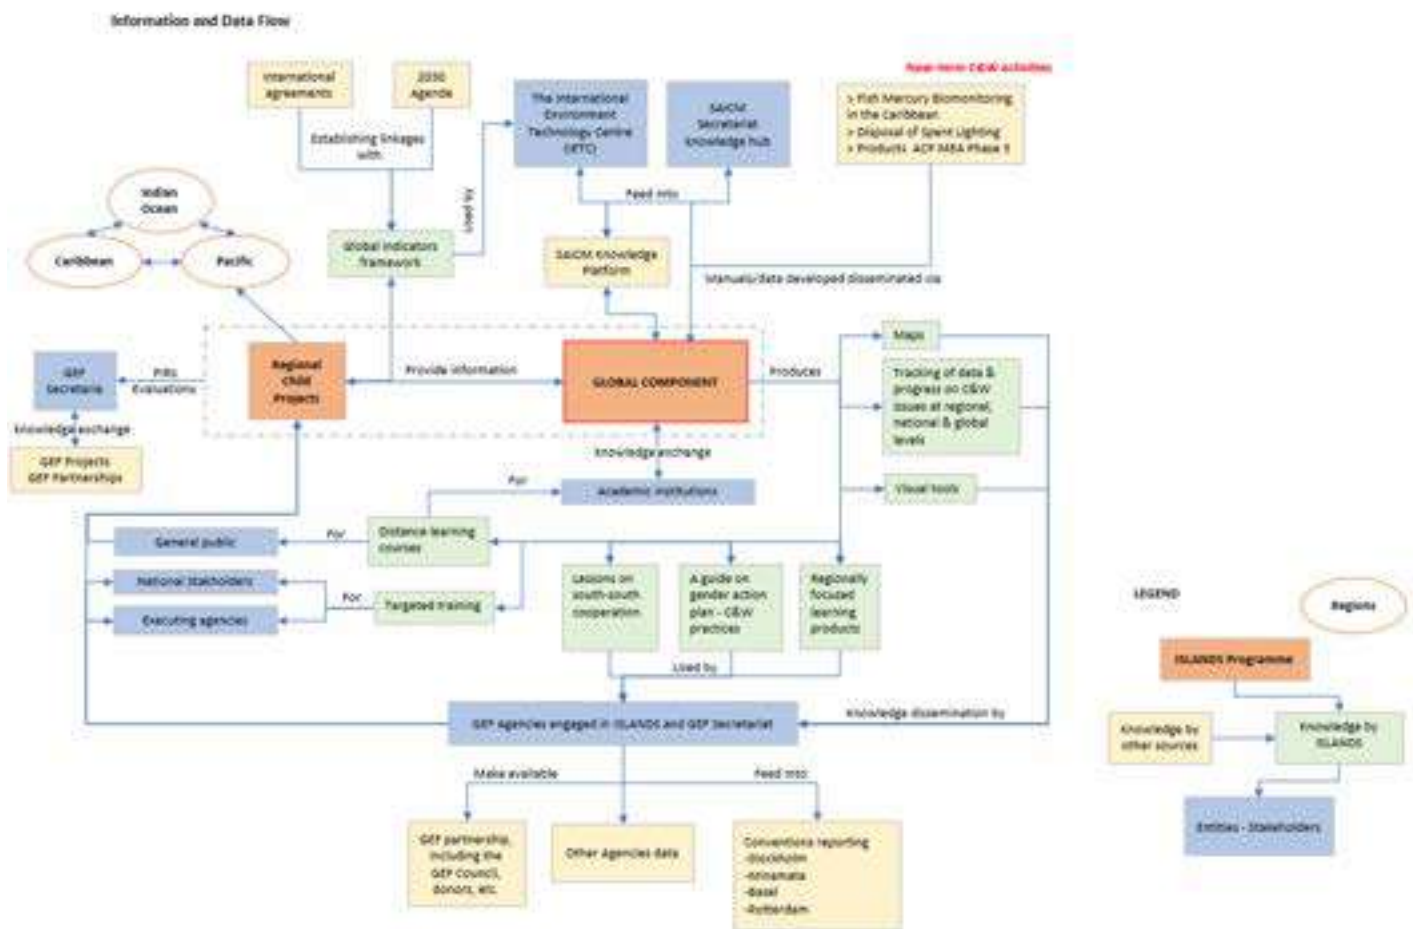 Information and Data Flow
International
agreements
2030
Agenda
Establishing linkages
with
The International
Environment
Technology Centre
(IETC)
SAICM
Secretariat
Knowledge hub
C&W activities
> Fish Mercury Biomonitoring
in the Caribbean
> Disposal of Spent Lighting
> Products ACP MEA Phase
Used by
Feed into
Indian
Ocean
Caribbean
Pacific
Global indicators
framework
SAICM Knowledge
Platform
Manuals/data developed disseminated via
GEF
Secretariat
PIRs
Evaluations
Regional
Child
Projects
Provide information
GLOBAL COMPONENT
Produces
Maps
Tracking of data &
progress on C&W
issues at regional,
national & global
levels
Visual tools
Knowledge exchange
GEF Projects
GEF Partnerships
Knowledge exchange
For
Academic institutions
General public
For
Distance learning
courses
National Stakholders
Executing agencies
For
Targeted training
Lessons on
south-south
cooperation
A guide on
gender action
plan - C&W
practices
Regionally
focused
learning
products
Used by
GEF Agencies engaged in ISLANDS and GEF Secretariat
Knowledge dissemination by
Make available
Feed into
GEF partnership,
including the
GEF Council,
donors, etc.
Other Agencies data
Conventions reporting
-Stockholm
-Minamata
-Basel
-Rotterdam
LEGEND
Regions
ISLANDS Programme
Knowledge by
other sources
Knowledge by
ISLANDS
Entities - Stakeholders